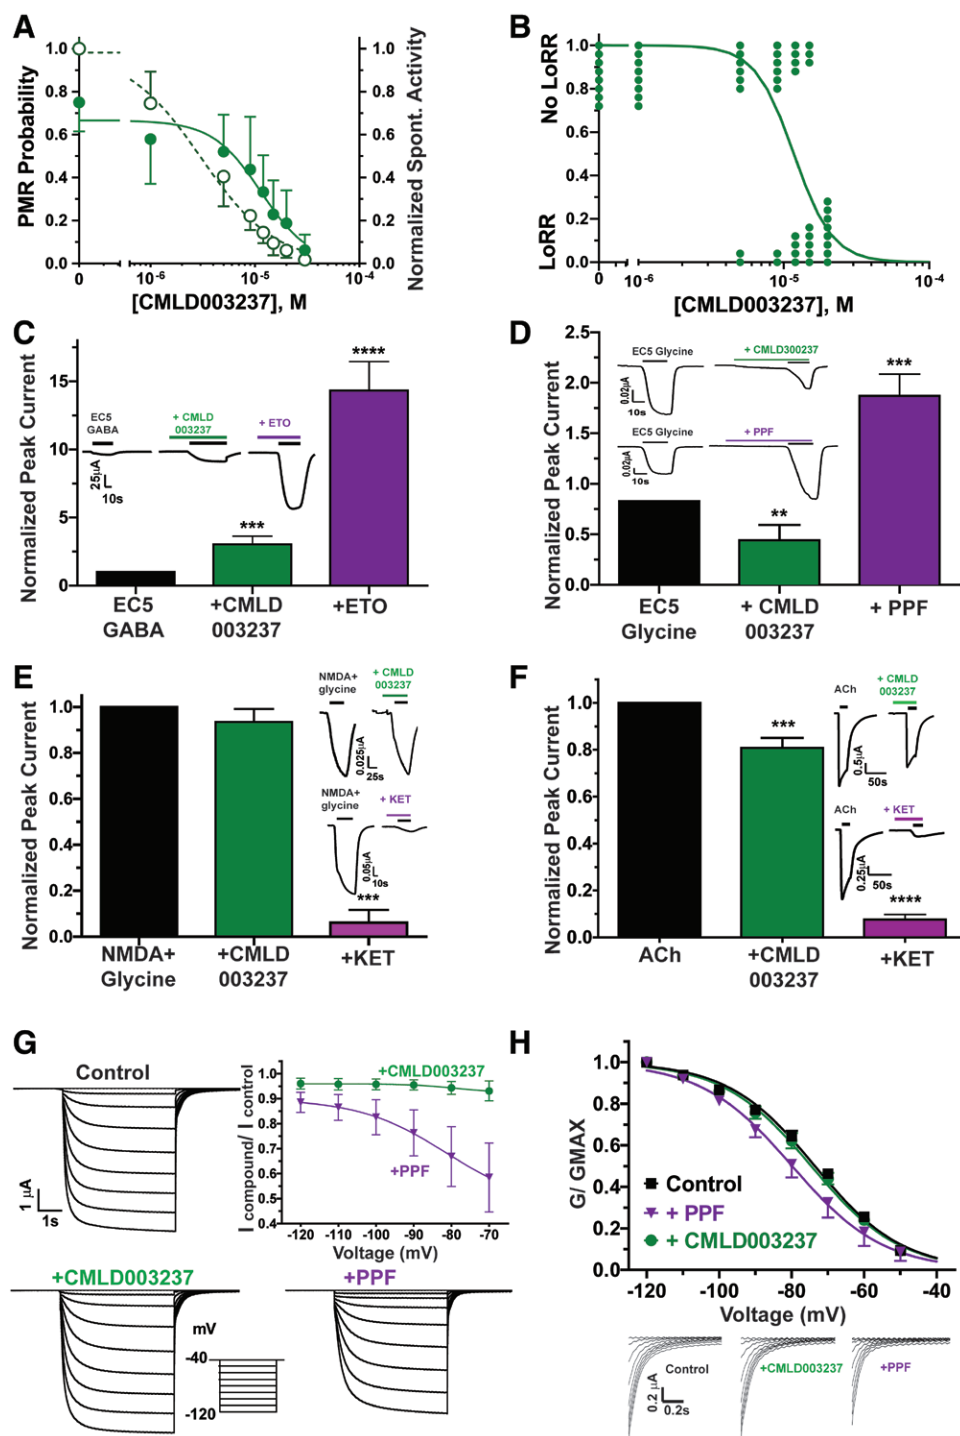 A
PMR Probability
1.0
0.8
0.6
0.4
0.2
0.0
0
10-6
10-5
10-4
[CMLD003237], M
1.0
0.8
0.6
0.4
0.2
0.0
Normalized Spont. Activity
B
No LoRR
LoRR
1.0
0.8
0.6
0.4
0.2
0.0
0
10-6
10-5
10-4
[CMLD003237], M
C
Normalized Peak Current
15
10
5
0
EC5
GABA
+ CMLD
003237
+ ETO
25µA
10s
***
****
EC5
GABA
+CMLD
003237
+ETO
D
Normalized Peak Current
2.5
2.0
1.5
1.0
0.5
0.0
EC5 Glycine
+ CMLD300237
0.02µA
10s
EC5 Glycine
+ PPF
0.02µA
10s
**
***
EC5
Glycine
+ CMLD
003237
+ PPF
E
Normalized Peak Current
1.0
0.8
0.6
0.4
0.2
0.0
NMDA+
glycine
+ CMLD
003237
0.025µA
25s
NMDA+
glycine
+ KET
0.05µA
10s
***
NMDA+
Glycine
+CMLD
003237
+KET
F
Normalized Peak Current
1.0
0.8
0.6
0.4
0.2
0.0
ACh
+ CMLD
003237
0.5µA
50s
ACh
+ KET
0.25µA
50s
***
****
ACh
+CMLD
003237
+KET
G
Control
1 µA
1s
I compound/ I control
1.0
0.9
0.8
0.7
0.6
0.5
0.4
+CMLD003237
+PPF
-120
-110
-100
-90
-80
-70
Voltage (mV)
+CMLD003237
+PPF
mV
-40
-120
H
G/ GMAX
1.0
0.8
0.6
0.4
0.2
0.0
Control
+ PPF
+ CMLD003237
-120
-100
-80
-60
-40
Voltage (mV)
Control
+CMLD003237
+PPF
0.2 µA
0.2s